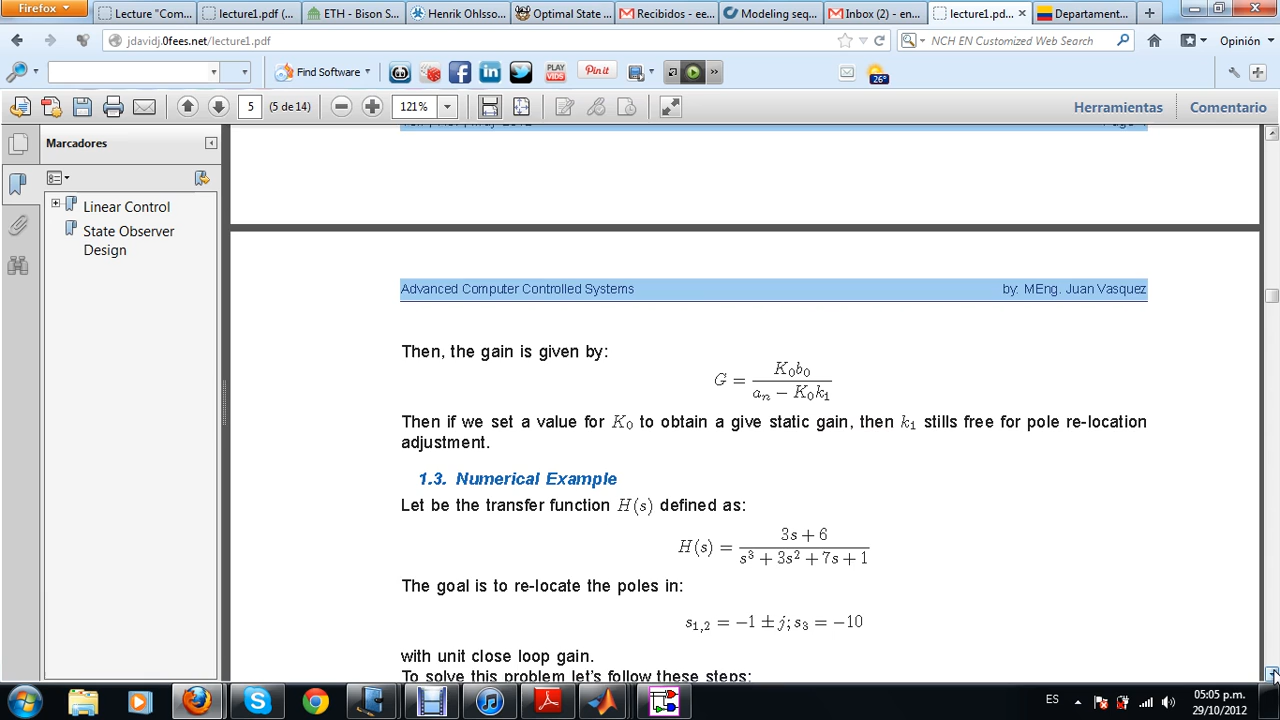 Firefox
Lecture "Com...
lecture1.pdf (...
ETH - Bison S...
Henrik Ohlsso...
Optimal State ...
Recibidos - ee...
Modeling seq...
Inbox (2) - en...
lecture1.pd...
Departament...
jdavidj.0fees.net/lecture1.pdf
NCH EN Customized Web Search
Opinión
Find Software
PLAY VIDS
Pin it
26°
5
(5 de 14)
121%
Herramientas
Comentario
Marcadores
Linear Control
State Observer
Design
Advanced Computer Controlled Systems by: MEng. Juan Vasquez
Then, the gain is given by:
G = K₀b₀ / (aₙ − K₀k₁)
Then if we set a value for K₀ to obtain a give static gain, then k₁ stills free for pole re-location
adjustment.
1.3. Numerical Example
Let be the transfer function H(s) defined as:
H(s) = (3s + 6) / (s³ + 3s² + 7s + 1)
The goal is to re-locate the poles in:
s₁,₂ = −1 ± j; s₃ = −10
with unit close loop gain.
To solve this problem let's follow these steps:
ES
05:05 p.m.
29/10/2012